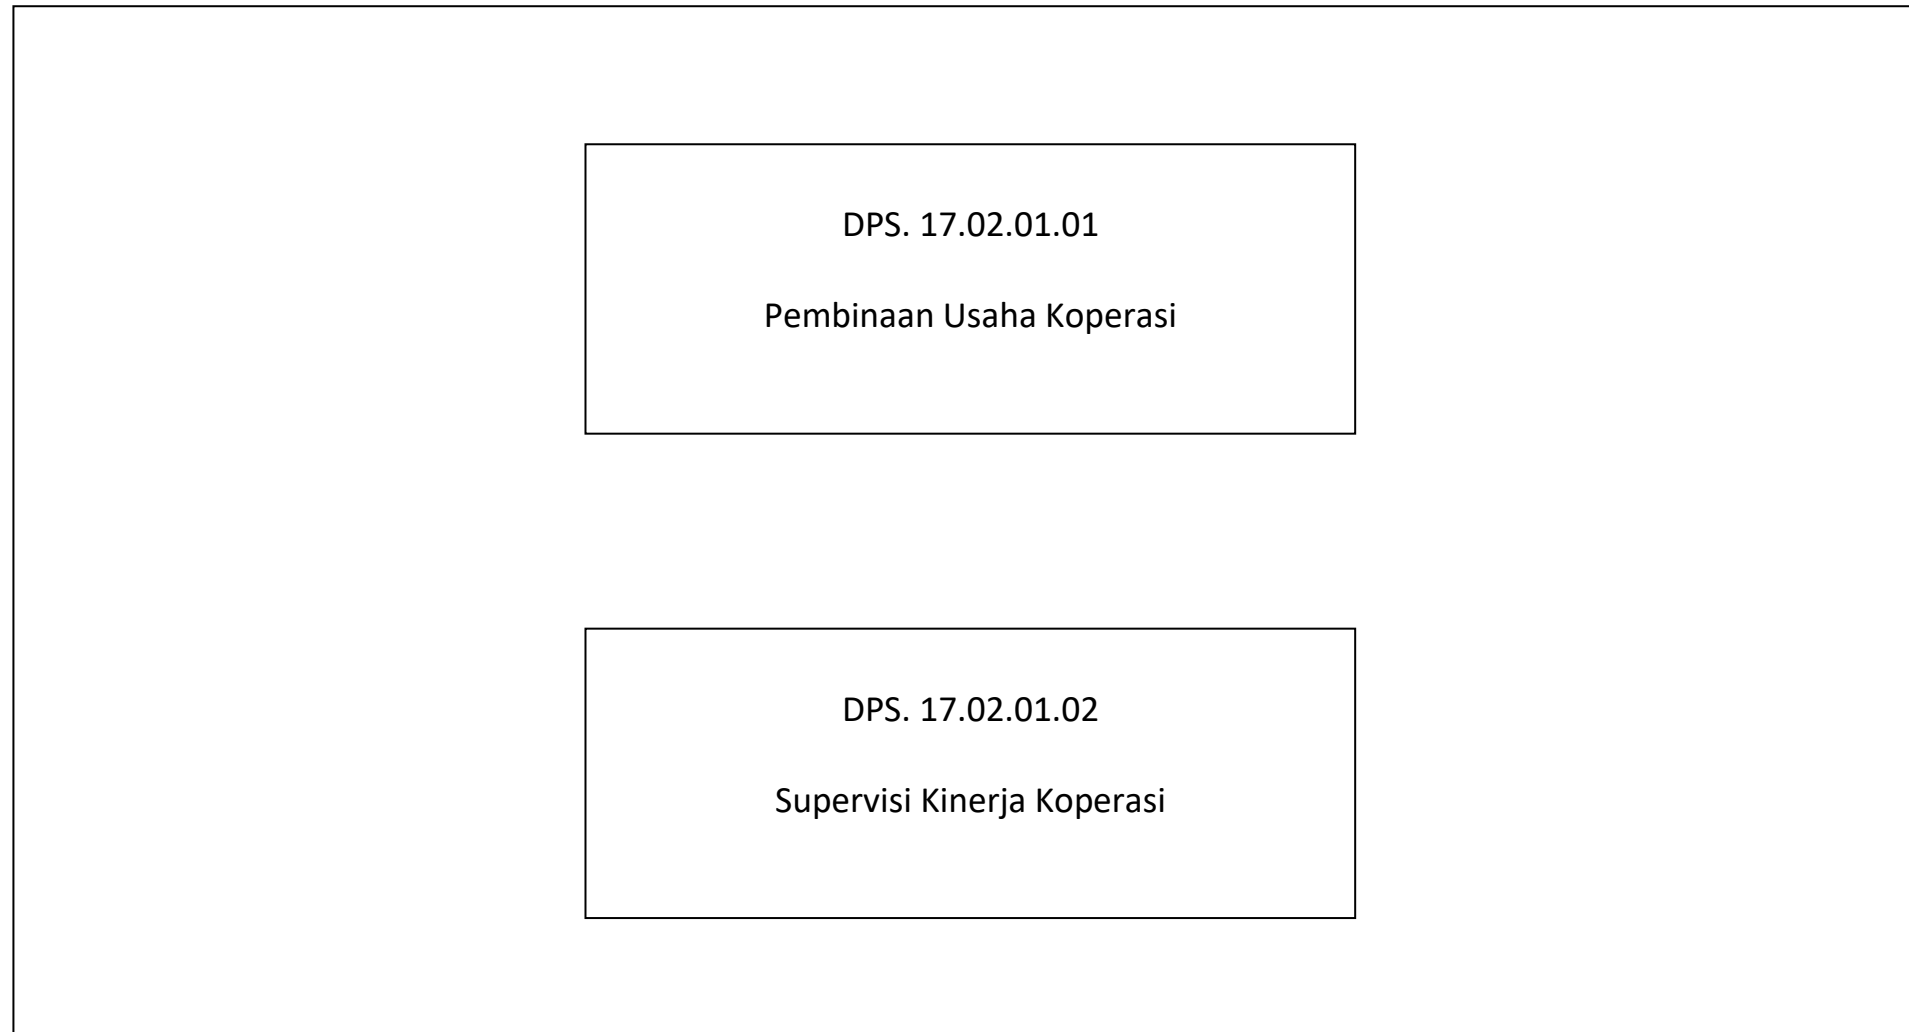 DPS. 17.02.01.01
Pembinaan Usaha Koperasi
DPS. 17.02.01.02
Supervisi Kinerja Koperasi